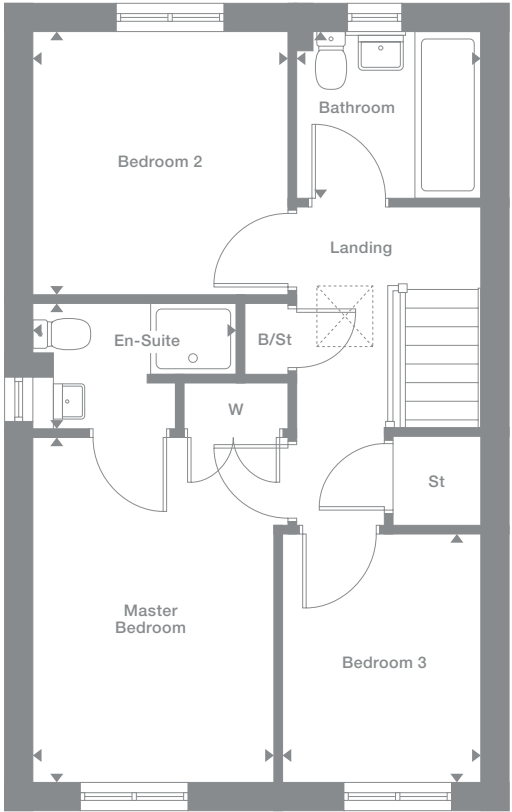 Bathroom
Bedroom 2
Landing
En-Suite
B/St
W
St
Master
Bedroom
Bedroom 3